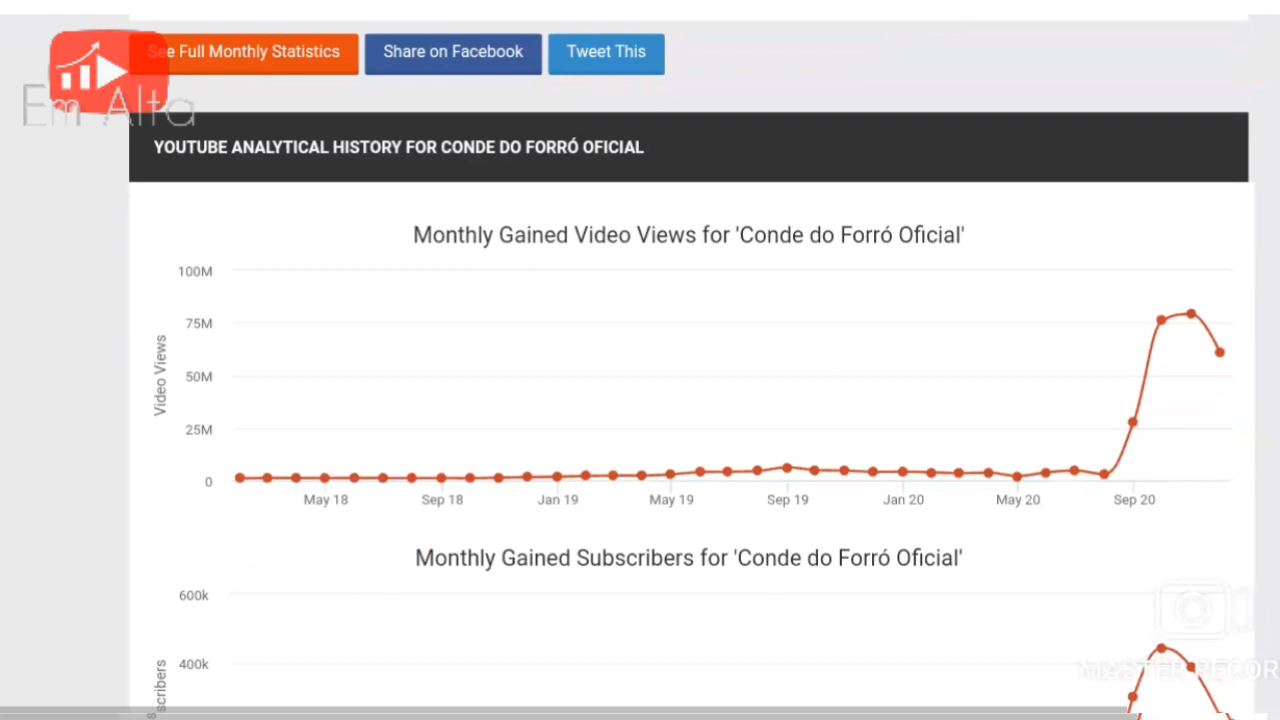 See Full Monthly Statistics
Share on Facebook
Tweet This
Em Alta
YOUTUBE ANALYTICAL HISTORY FOR CONDE DO FORRÓ OFICIAL
Monthly Gained Video Views for 'Conde do Forró Oficial'
100M
75M
50M
25M
0
Video Views
May 18
Sep 18
Jan 19
May 19
Sep 19
Jan 20
May 20
Sep 20
Monthly Gained Subscribers for 'Conde do Forró Oficial'
600k
400k
scribers
MASTER RECOR